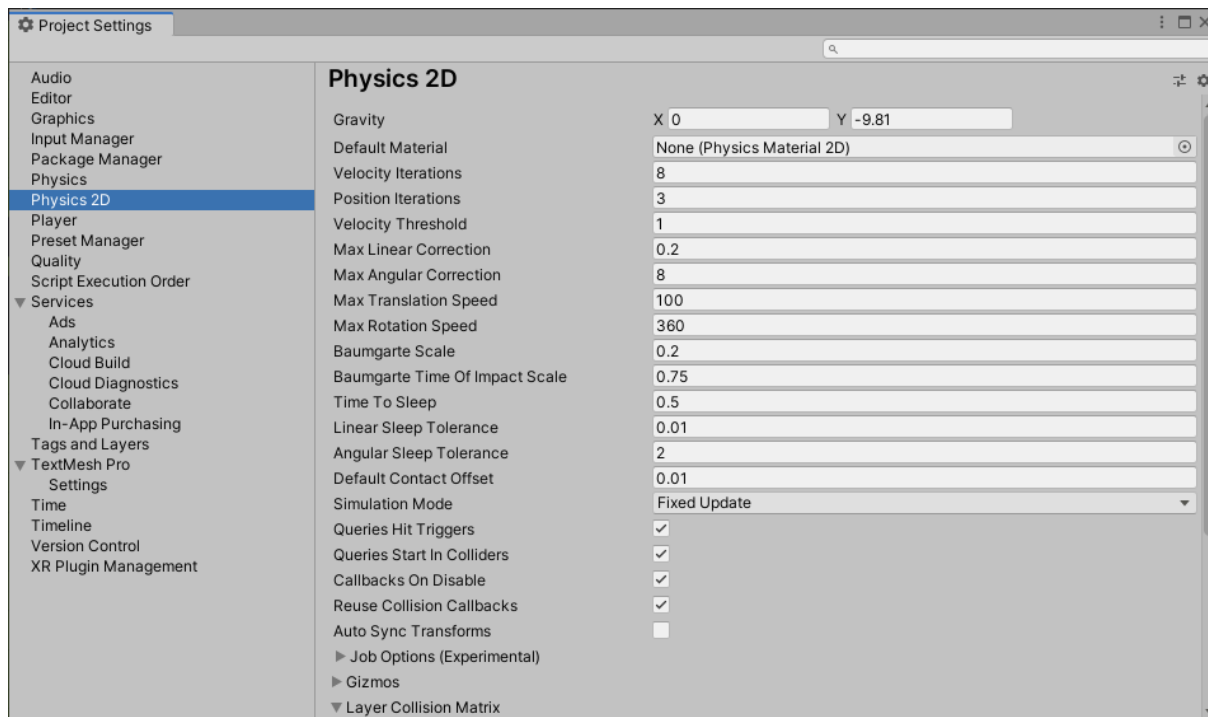 Project Settings
Audio
Editor
Graphics
Input Manager
Package Manager
Physics
Physics 2D
Player
Preset Manager
Quality
Script Execution Order
Services
Ads
Analytics
Cloud Build
Cloud Diagnostics
Collaborate
In-App Purchasing
Tags and Layers
TextMesh Pro
Settings
Time
Timeline
Version Control
XR Plugin Management
Physics 2D
Gravity X 0 Y -9.81
Default Material None (Physics Material 2D)
Velocity Iterations 8
Position Iterations 3
Velocity Threshold 1
Max Linear Correction 0.2
Max Angular Correction 8
Max Translation Speed 100
Max Rotation Speed 360
Baumgarte Scale 0.2
Baumgarte Time Of Impact Scale 0.75
Time To Sleep 0.5
Linear Sleep Tolerance 0.01
Angular Sleep Tolerance 2
Default Contact Offset 0.01
Simulation Mode Fixed Update
Queries Hit Triggers
Queries Start In Colliders
Callbacks On Disable
Reuse Collision Callbacks
Auto Sync Transforms
Job Options (Experimental)
Gizmos
Layer Collision Matrix